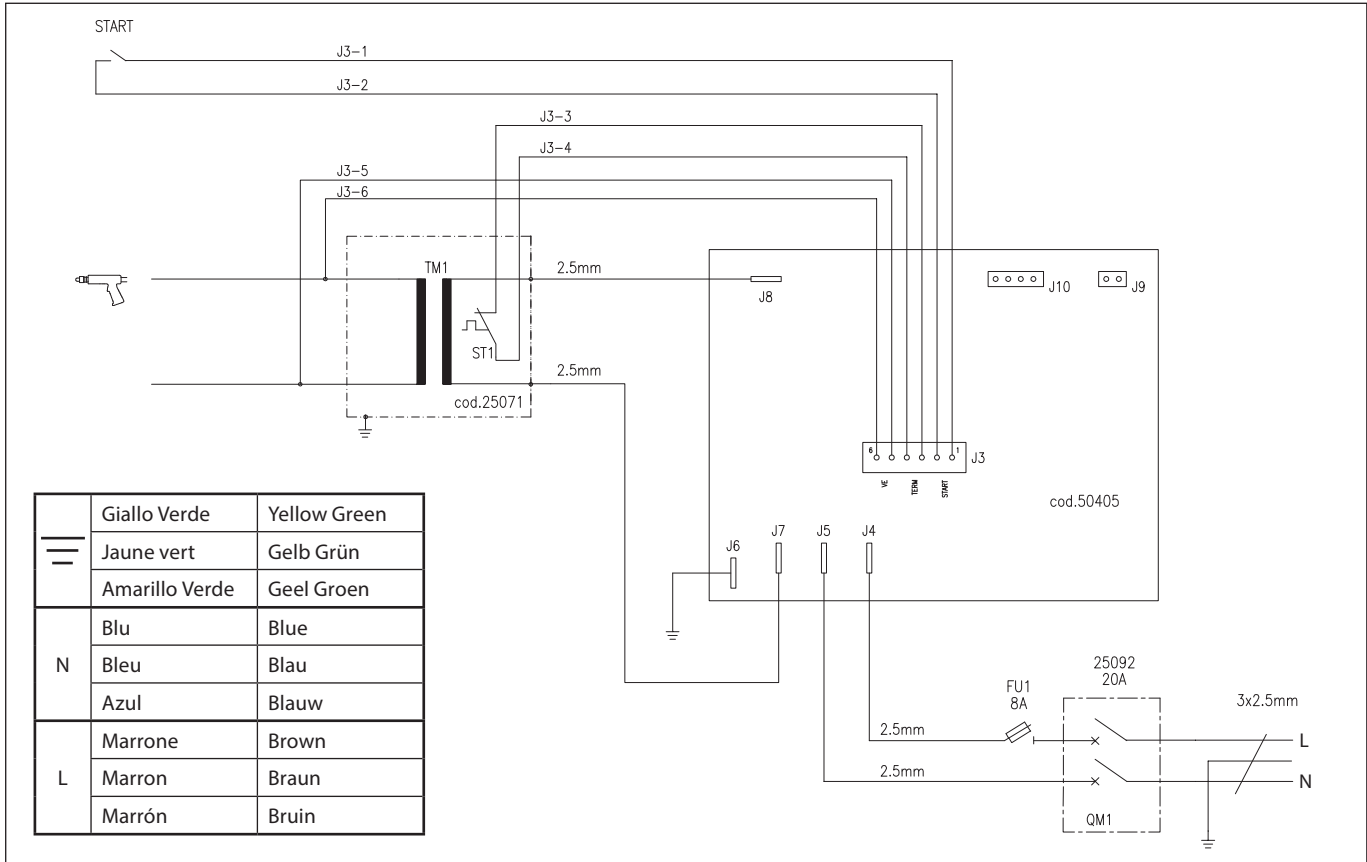 START
J3-1
J3-2
J3-3
J3-4
J3-5
J3-6
TM1
2.5mm
ST1
2.5mm
cod.25071
J8
J10
J9
6
1
J3
VE
TERM
START
cod.50405
J6
J7
J5
J4
Giallo Verde Yellow Green
Jaune vert Gelb Grün
Amarillo Verde Geel Groen
N
Blu Blue
Bleu Blau
Azul Blauw
L
Marrone Brown
Marron Braun
Marrón Bruin
FU1
8A
25092
20A
3x2.5mm
2.5mm
2.5mm
L
N
QM1